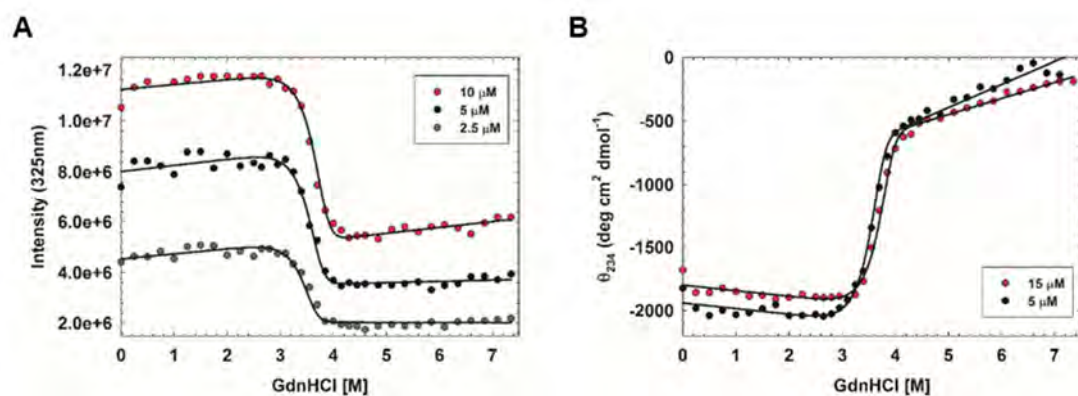 A
Intensity (325nm)
1.2e+7
1.0e+7
8.0e+6
6.0e+6
4.0e+6
2.0e+6
10 µM
5 µM
2.5 µM
0 1 2 3 4 5 6 7
GdnHCl [M]
B
θ234 (deg cm2 dmol-1)
0
-500
-1000
-1500
-2000
15 µM
5 µM
0 1 2 3 4 5 6 7
GdnHCl [M]